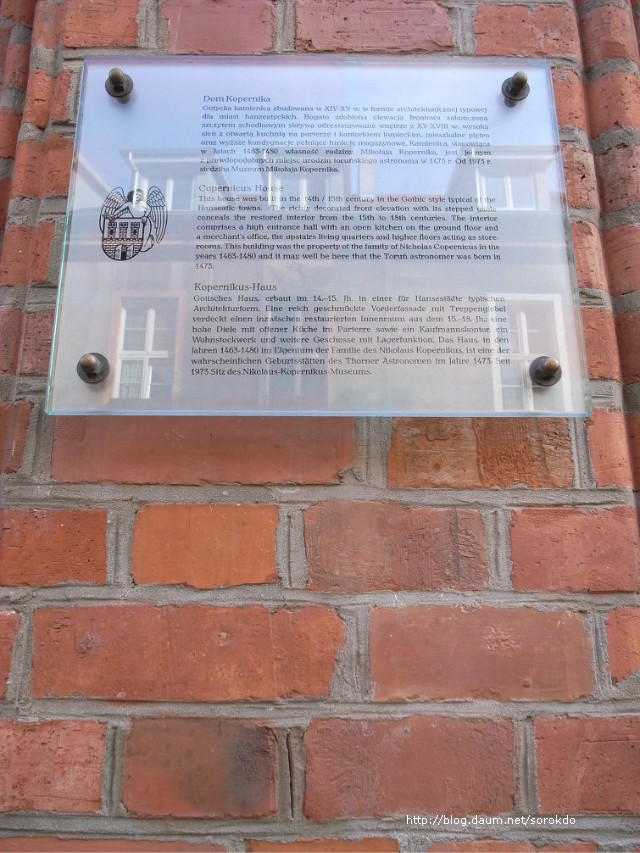 Dom Kopernika
Gotycka kamienica zbudowana w XIV-XV w. w formie architektonicznej typowej
dla miast hanzeatyckich. Bogato zdobiona elewacja frontowa zakończona
szczytem schodkowym skrywa odrestaurowane wnętrze z XV-XVIII w.: wysoką
sień z otwartą kuchnią na parterze i kantorkiem kupieckim, mieszkalne piętro
oraz wyższe kondygnacje pełniące funkcje magazynowe. Kamienica, stanowiąca
w latach 1463-1480 własność rodziny Mikołaja Kopernika, jest jednym
z prawdopodobnych miejsc urodzin toruńskiego astronoma w 1473 r. Od 1973 r.
siedziba Muzeum Mikołaja Kopernika.
Copernicus House
This house was built in the 14th / 15th century in the Gothic style typical of the
Hanseatic towns. The richly decorated front elevation with its stepped gable
conceals the restored interior from the 15th to 18th centuries. The interior
comprises a high entrance hall with an open kitchen on the ground floor and
a merchant's office, the upstairs living quarters and higher floors acting as store-
rooms. This building was the property of the family of Nicholas Copernicus in the
years 1463-1480 and it may well be here that the Toruń astronomer was born in
1473.
Kopernikus-Haus
Gotisches Haus, erbaut im 14.-15. Jh. in einer für Hansestädte typischen
Architekturform. Eine reich geschmückte Vorderfassade mit Treppengiebel
verdeckt einen inzwischen restaurierten Innenraum aus dem 15.-18. Jh.: eine
hohe Diele mit offener Küche im Parterre sowie ein Kaufmannskontor, ein
Wohnstockwerk und weitere Geschosse mit Lagerfunktion. Das Haus, in den
Jahren 1463-1480 im Eigentum der Familie des Nikolaus Kopernikus, ist eine der
wahrscheinlichen Geburtsstätten des Thorner Astronomen im Jahre 1473. Seit
1973 Sitz des Nikolaus-Kopernikus-Museums.
http://blog.daum.net/sorokdo